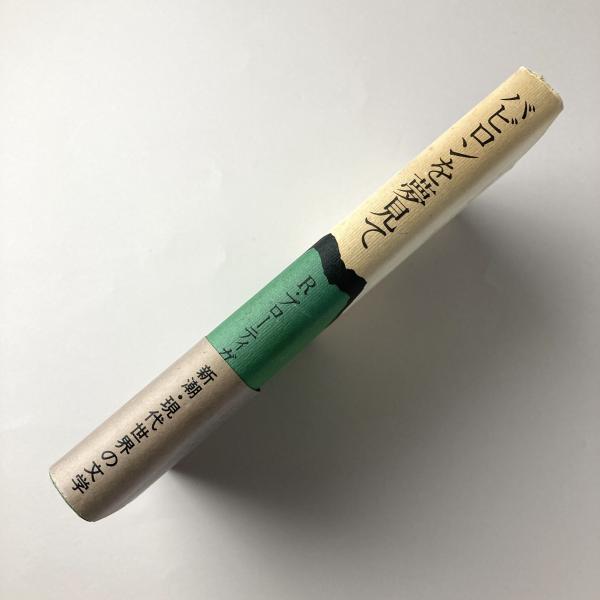 バビロンを夢見て
R・ブローティガ
新潮・現代世界の文学